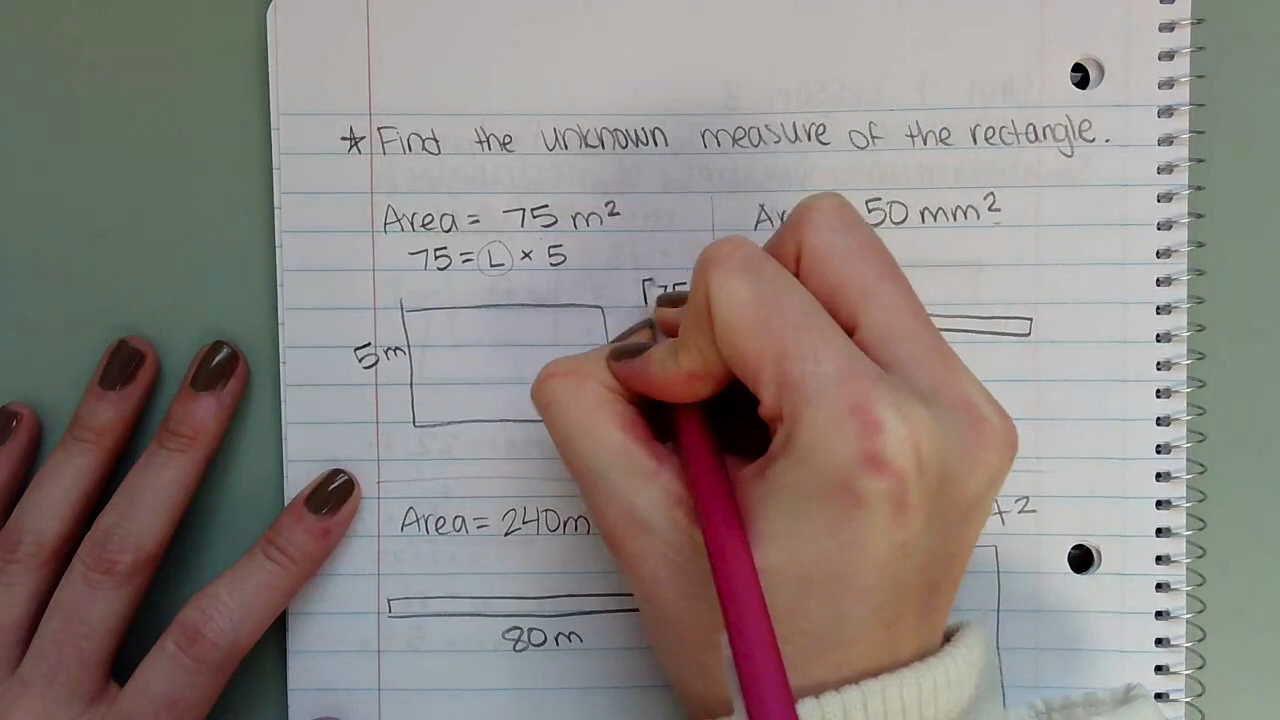 * Find the unknown measure of the rectangle.
Area = 75 m²
75 = L × 5
5m
50 mm²
Area = 240m
80m